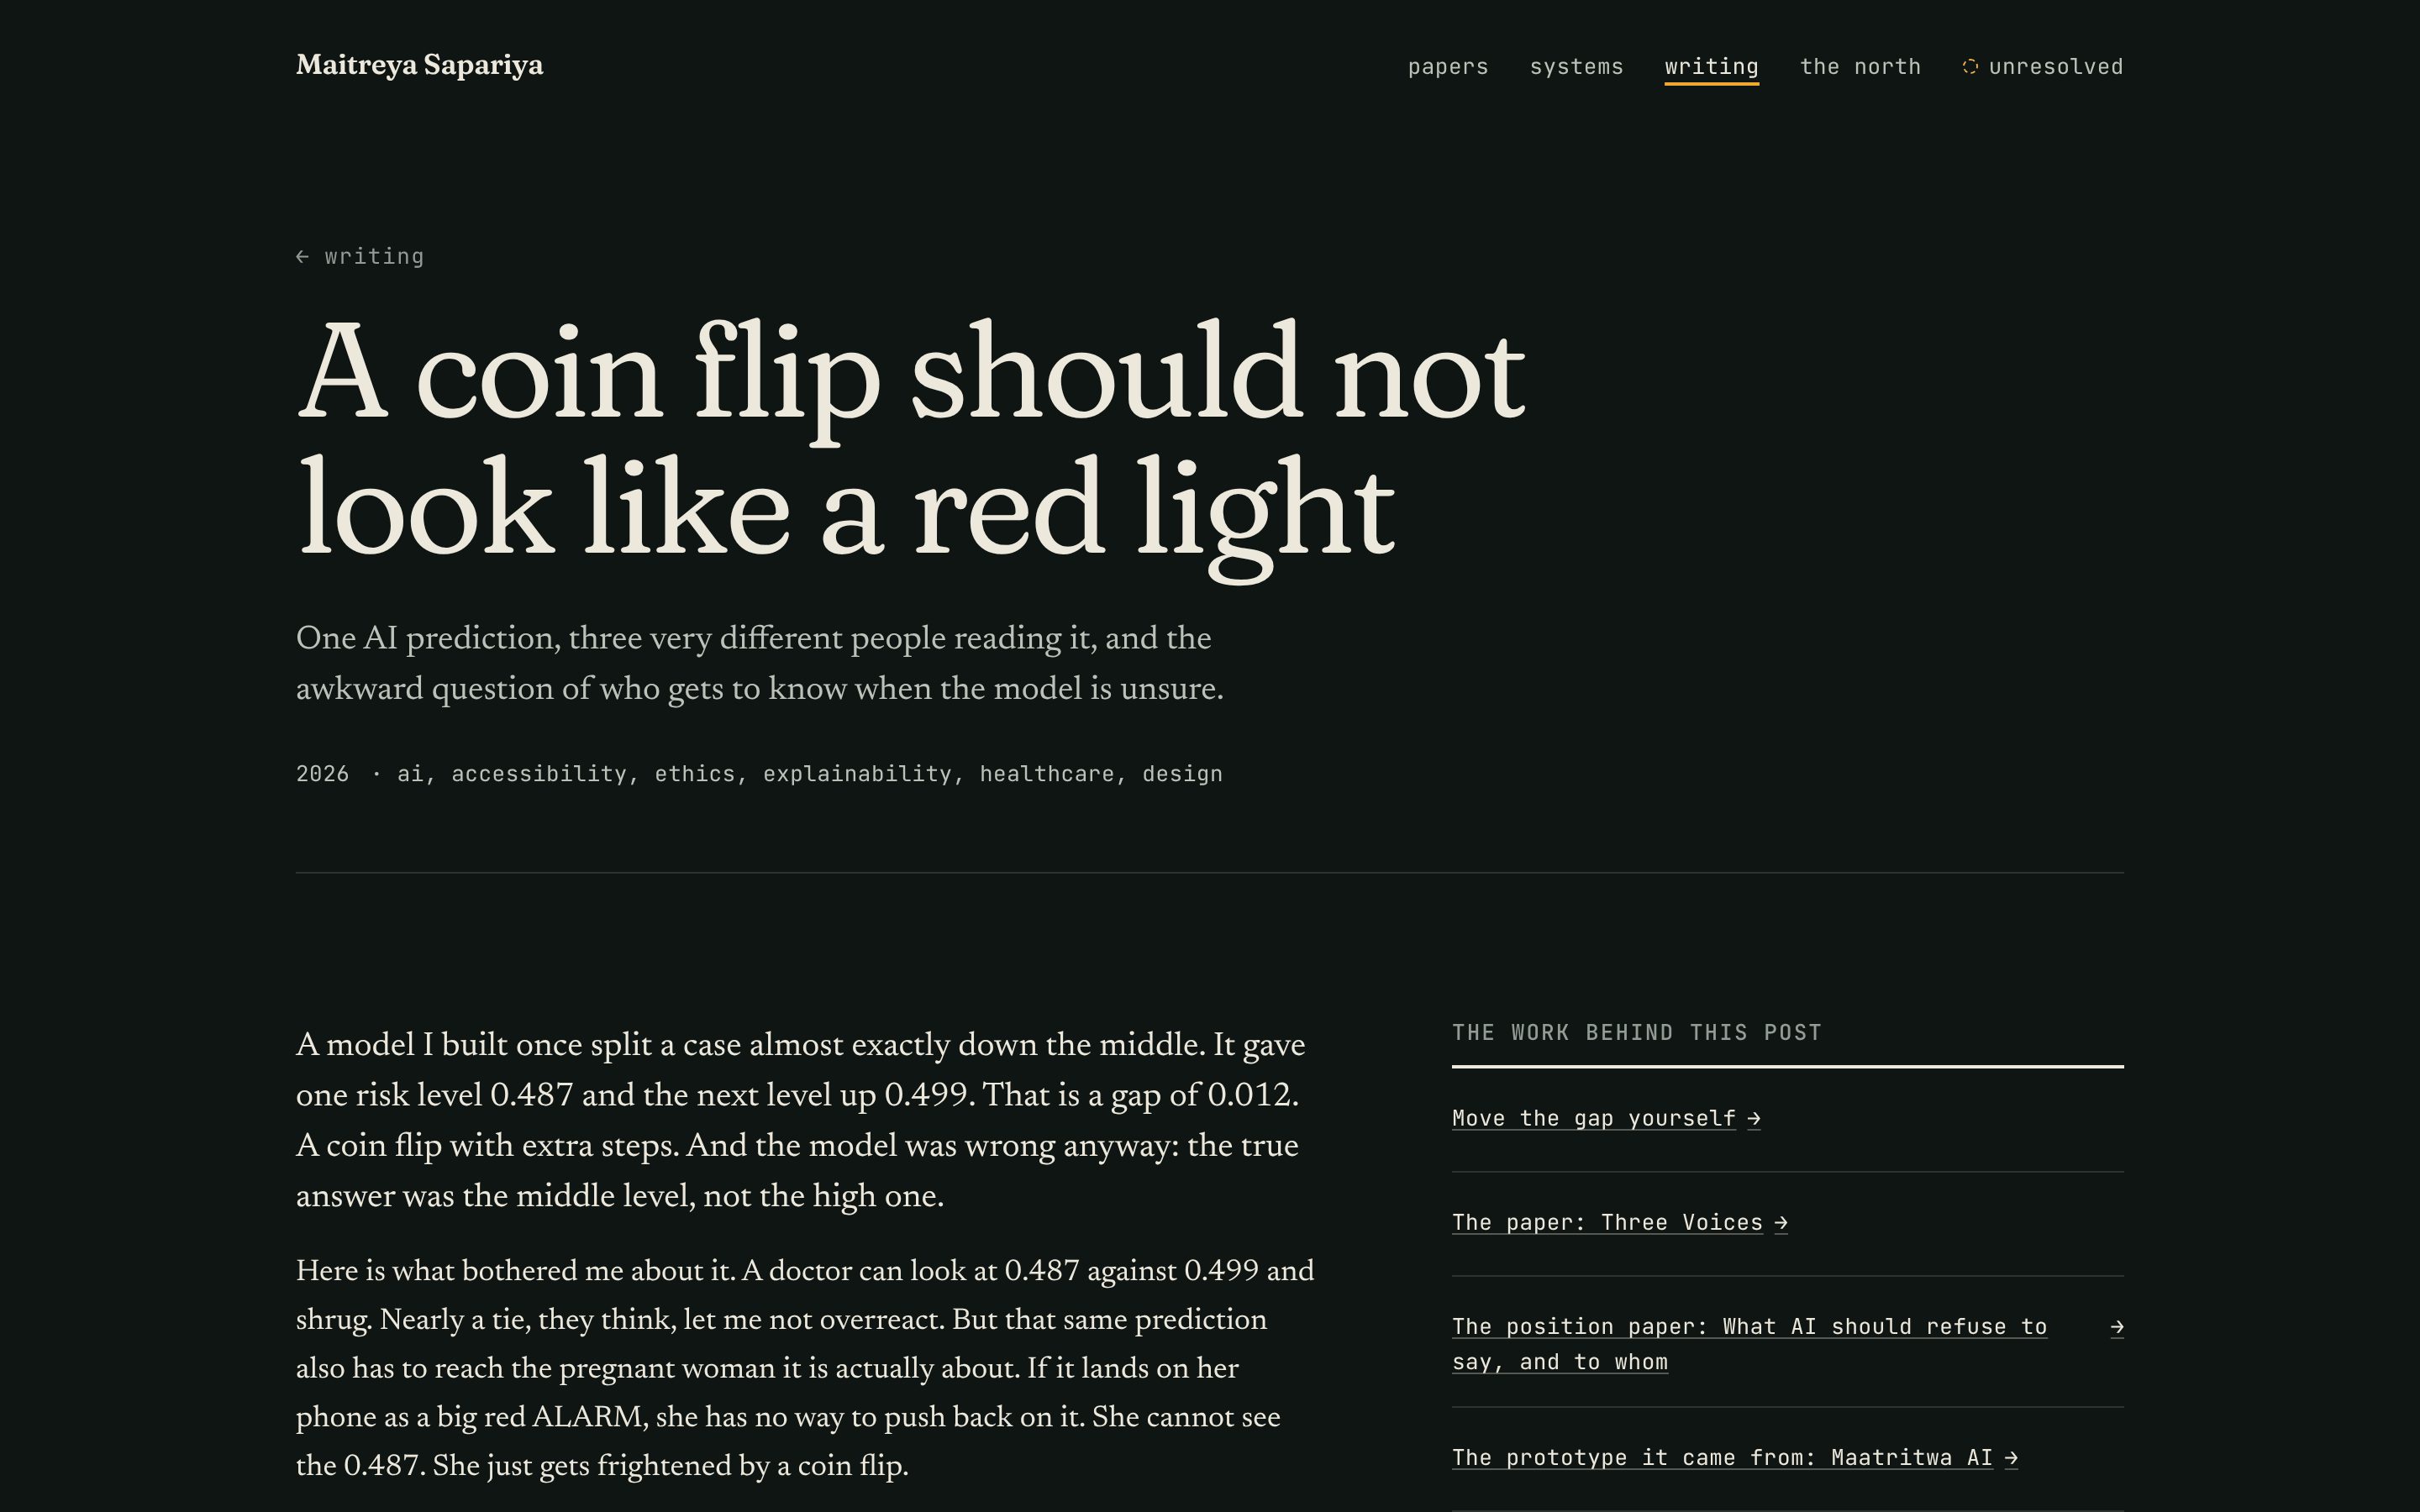 Maitreya Sapariya
papers systems writing the north unresolved
← writing
A coin flip should not
look like a red light
One AI prediction, three very different people reading it, and the
awkward question of who gets to know when the model is unsure.
2026 · ai, accessibility, ethics, explainability, healthcare, design
A model I built once split a case almost exactly down the middle. It gave
one risk level 0.487 and the next level up 0.499. That is a gap of 0.012.
A coin flip with extra steps. And the model was wrong anyway: the true
answer was the middle level, not the high one.
Here is what bothered me about it. A doctor can look at 0.487 against 0.499 and
shrug. Nearly a tie, they think, let me not overreact. But that same prediction
also has to reach the pregnant woman it is actually about. If it lands on her
phone as a big red ALARM, she has no way to push back on it. She cannot see
the 0.487. She just gets frightened by a coin flip.
THE WORK BEHIND THIS POST
Move the gap yourself →
The paper: Three Voices →
The position paper: What AI should refuse to →
say, and to whom
The prototype it came from: Maatritwa AI →